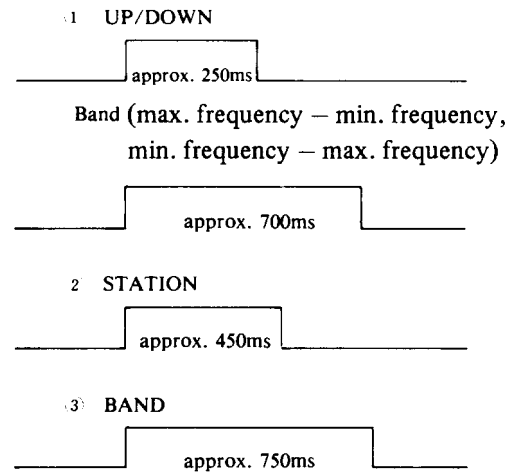 1 UP/DOWN
approx. 250ms
Band (max. frequency — min. frequency,
min. frequency — max. frequency)
approx. 700ms
2 STATION
approx. 450ms
3 BAND
approx. 750ms